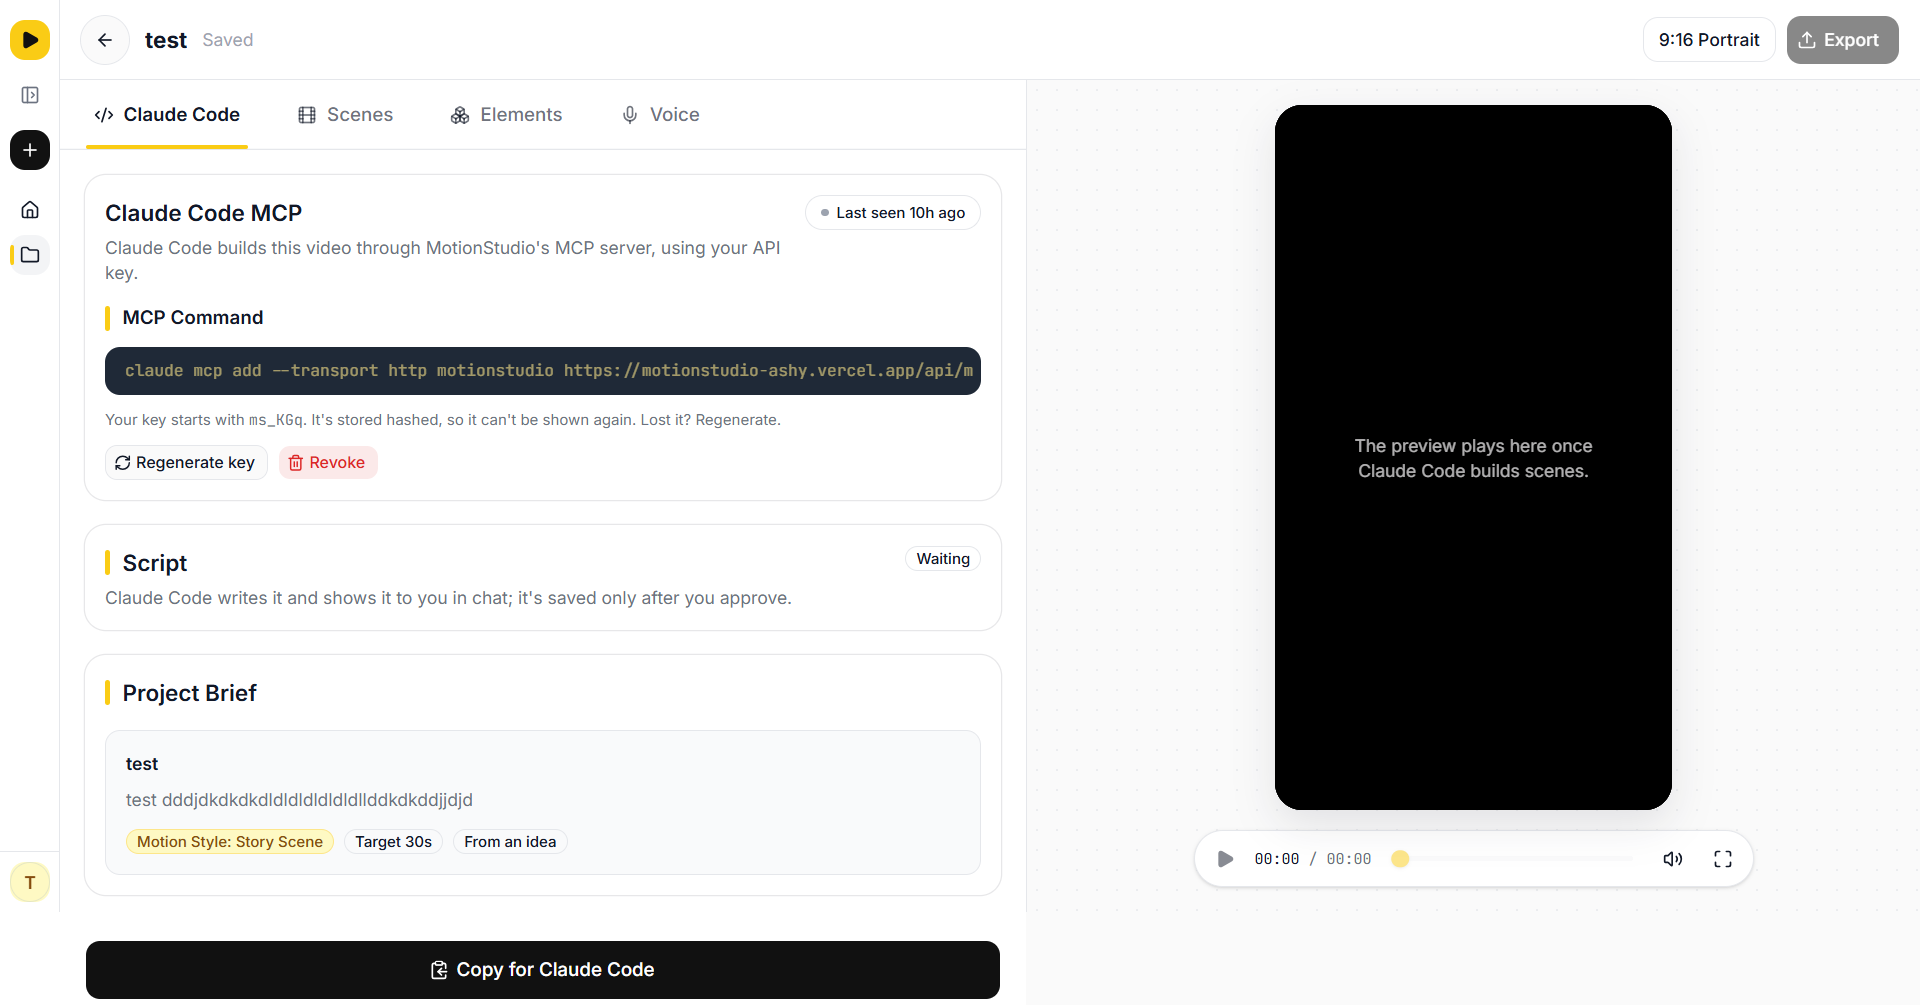 test Saved
9:16 Portrait
Export
Claude Code
Scenes
Elements
Voice
Claude Code MCP
Last seen 10h ago
Claude Code builds this video through MotionStudio's MCP server, using your API
key.
MCP Command
claude mcp add --transport http motionstudio https://motionstudio-ashy.vercel.app/api/m
Your key starts with ms_KGq. It's stored hashed, so it can't be shown again. Lost it? Regenerate.
Regenerate key
Revoke
Script
Waiting
Claude Code writes it and shows it to you in chat; it's saved only after you approve.
Project Brief
test
test dddjdkdkdkdldldldldldldllddkdkddjjdjd
Motion Style: Story Scene
Target 30s
From an idea
Copy for Claude Code
The preview plays here once
Claude Code builds scenes.
00:00 / 00:00
T